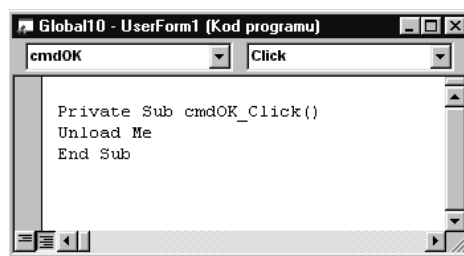 Global10 - UserForm1 (Kod programu)
cmdOK Click
Private Sub cmdOK_Click()
Unload Me
End Sub